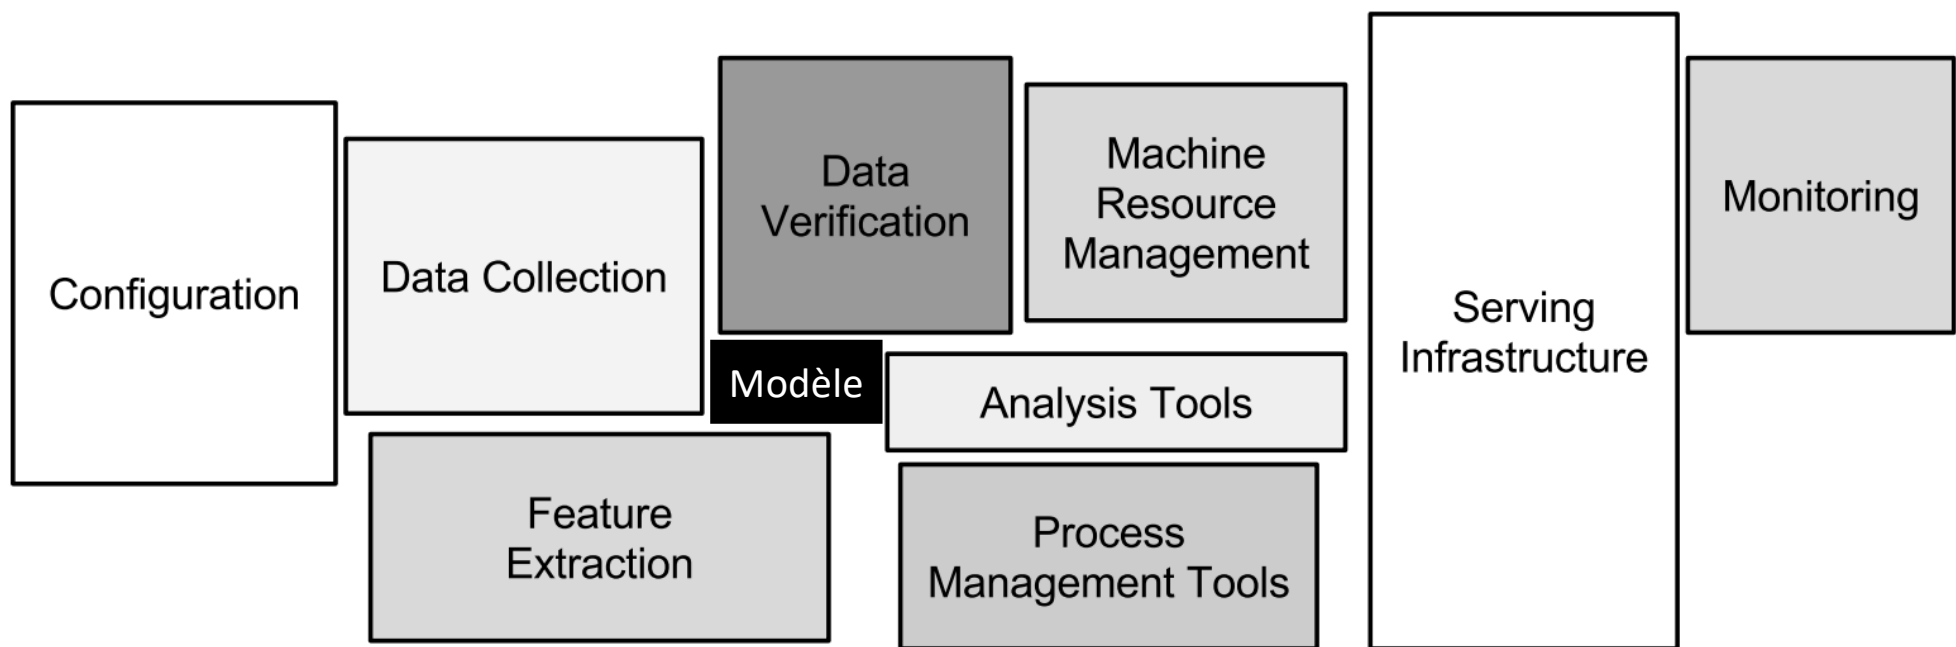 Configuration
Data Collection
Data
Verification
Machine
Resource
Management
Serving
Infrastructure
Monitoring
Modèle
Analysis Tools
Feature
Extraction
Process
Management Tools